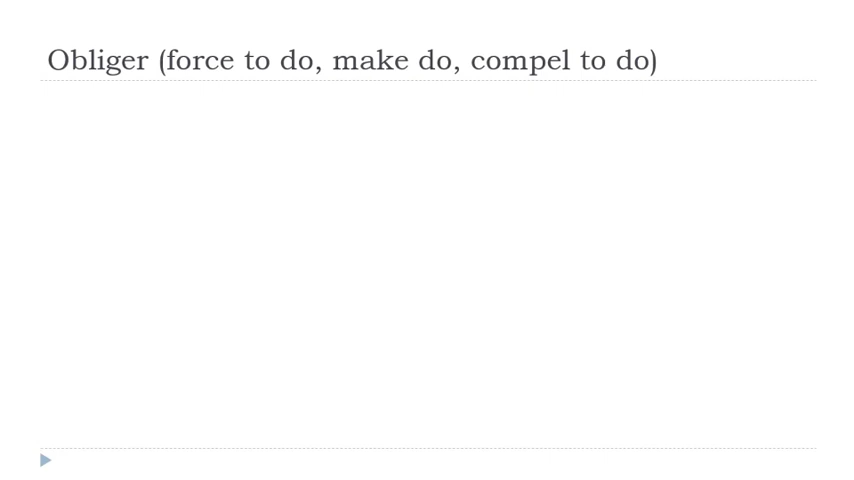 Obliger (force to do, make do, compel to do)